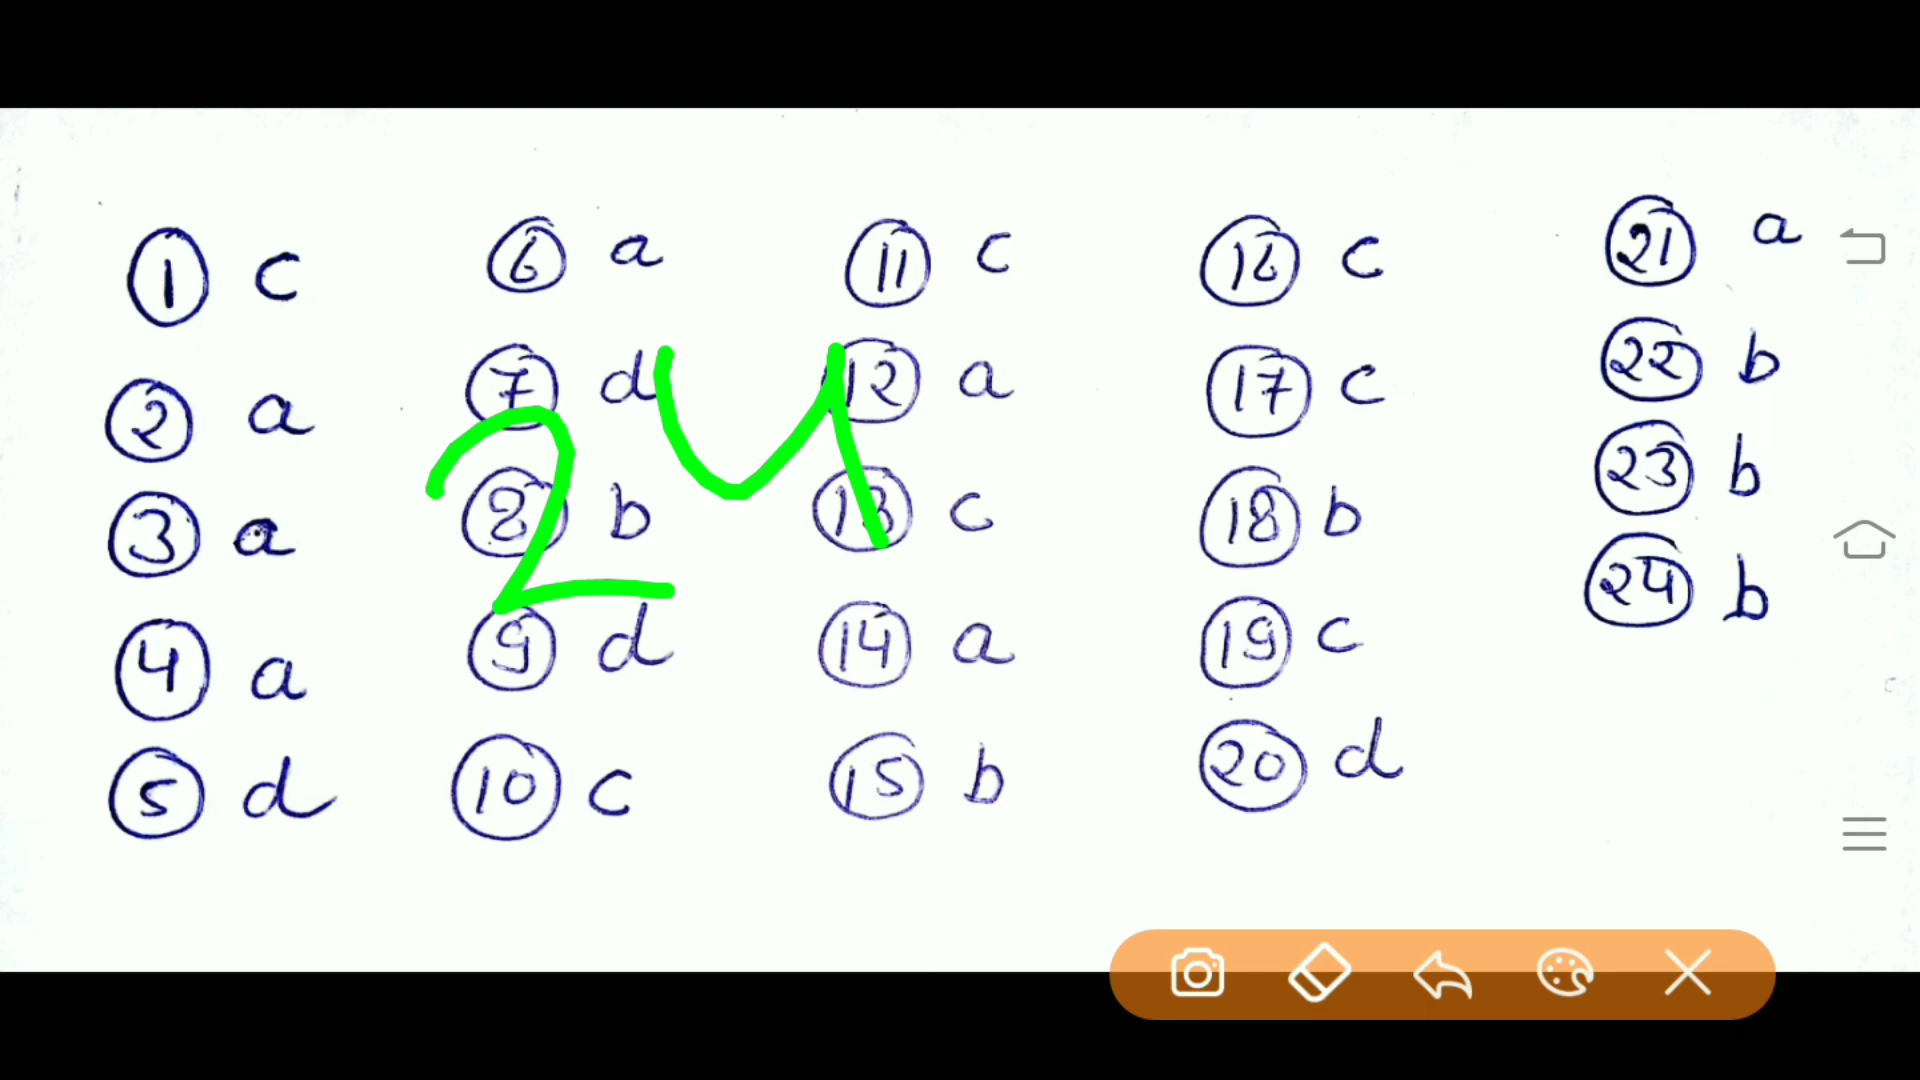 1 c
2 a
3 a
4 a
5 d
6 a
7 d
8 b
9 d
10 c
11 c
12 a
13 c
14 a
15 b
16 c
17 c
18 b
19 c
20 d
21 a
22 b
23 b
24 b
24